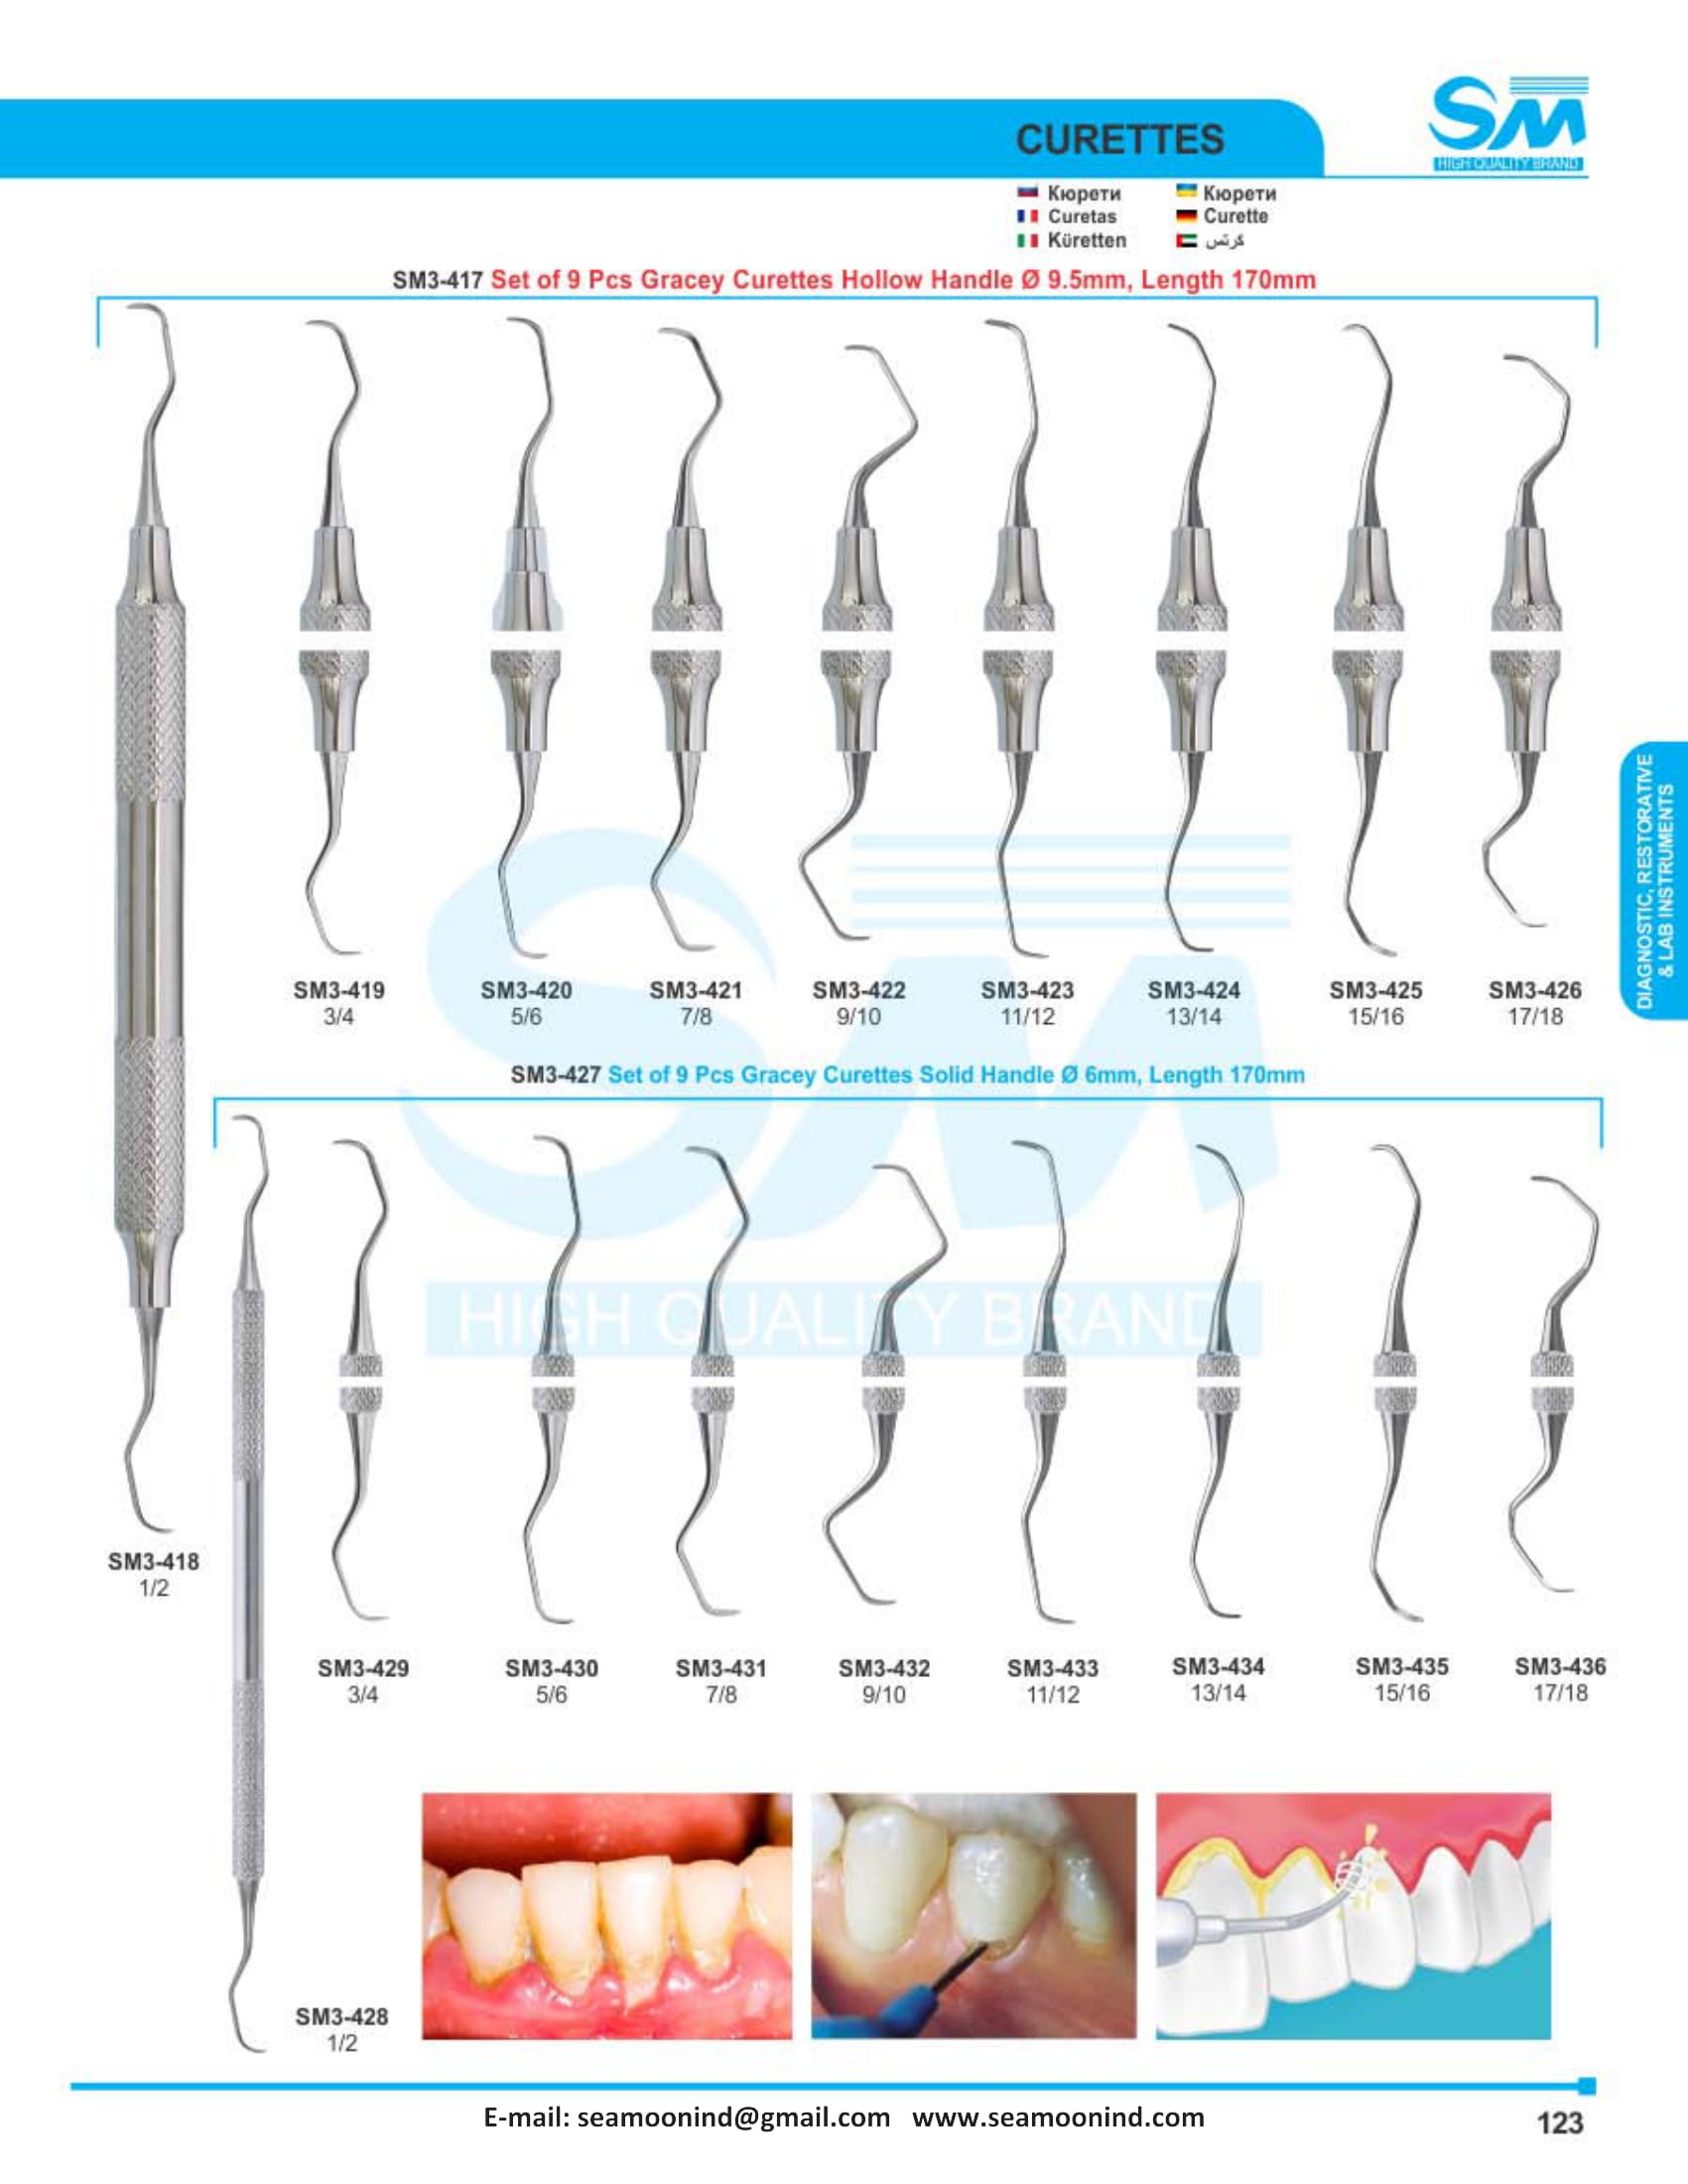 CURETTES
SM
HIGH QUALITY BRAND
Кюрети Кюрети
Curetas Curette
Küretten كرتس
SM3-417 Set of 9 Pcs Gracey Curettes Hollow Handle Ø 9.5mm, Length 170mm
SM3-419 SM3-420 SM3-421 SM3-422 SM3-423 SM3-424 SM3-425 SM3-426
3/4 5/6 7/8 9/10 11/12 13/14 15/16 17/18
DIAGNOSTIC, RESTORATIVE
& LAB INSTRUMENTS
SM3-427 Set of 9 Pcs Gracey Curettes Solid Handle Ø 6mm, Length 170mm
SM
HIGH QUALITY BRAND
SM3-418
1/2
SM3-429 SM3-430 SM3-431 SM3-432 SM3-433 SM3-434 SM3-435 SM3-436
3/4 5/6 7/8 9/10 11/12 13/14 15/16 17/18
SM3-428
1/2
E-mail: seamoonind@gmail.com www.seamoonind.com
123